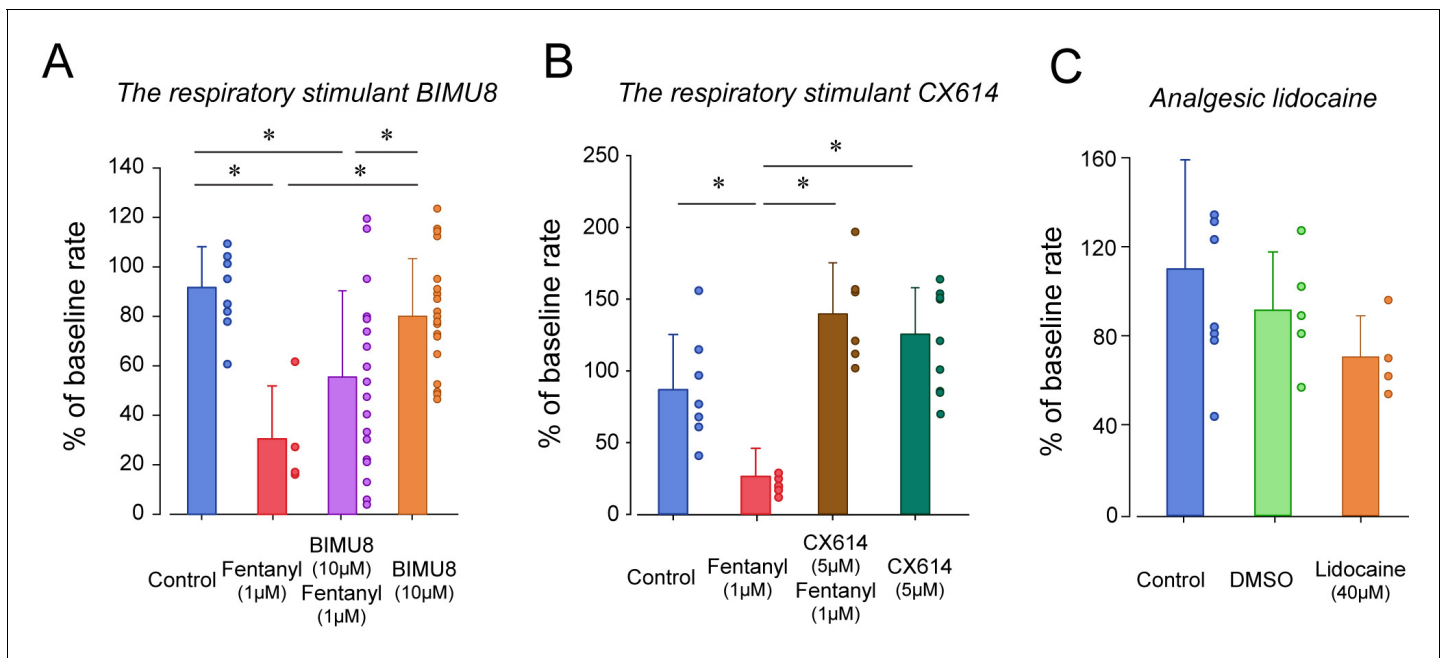 A
The respiratory stimulant BIMU8
* *
* *
140
120
100
80
60
40
20
0
% of baseline rate
Control
Fentanyl
(1µM)
BIMU8
(10µM)
Fentanyl
(1µM)
BIMU8
(10µM)
B
The respiratory stimulant CX614
*
* *
250
200
150
100
50
0
% of baseline rate
Control
Fentanyl
(1µM)
CX614
(5µM)
Fentanyl
(1µM)
CX614
(5µM)
C
Analgesic lidocaine
160
120
80
40
0
% of baseline rate
Control
DMSO
Lidocaine
(40µM)